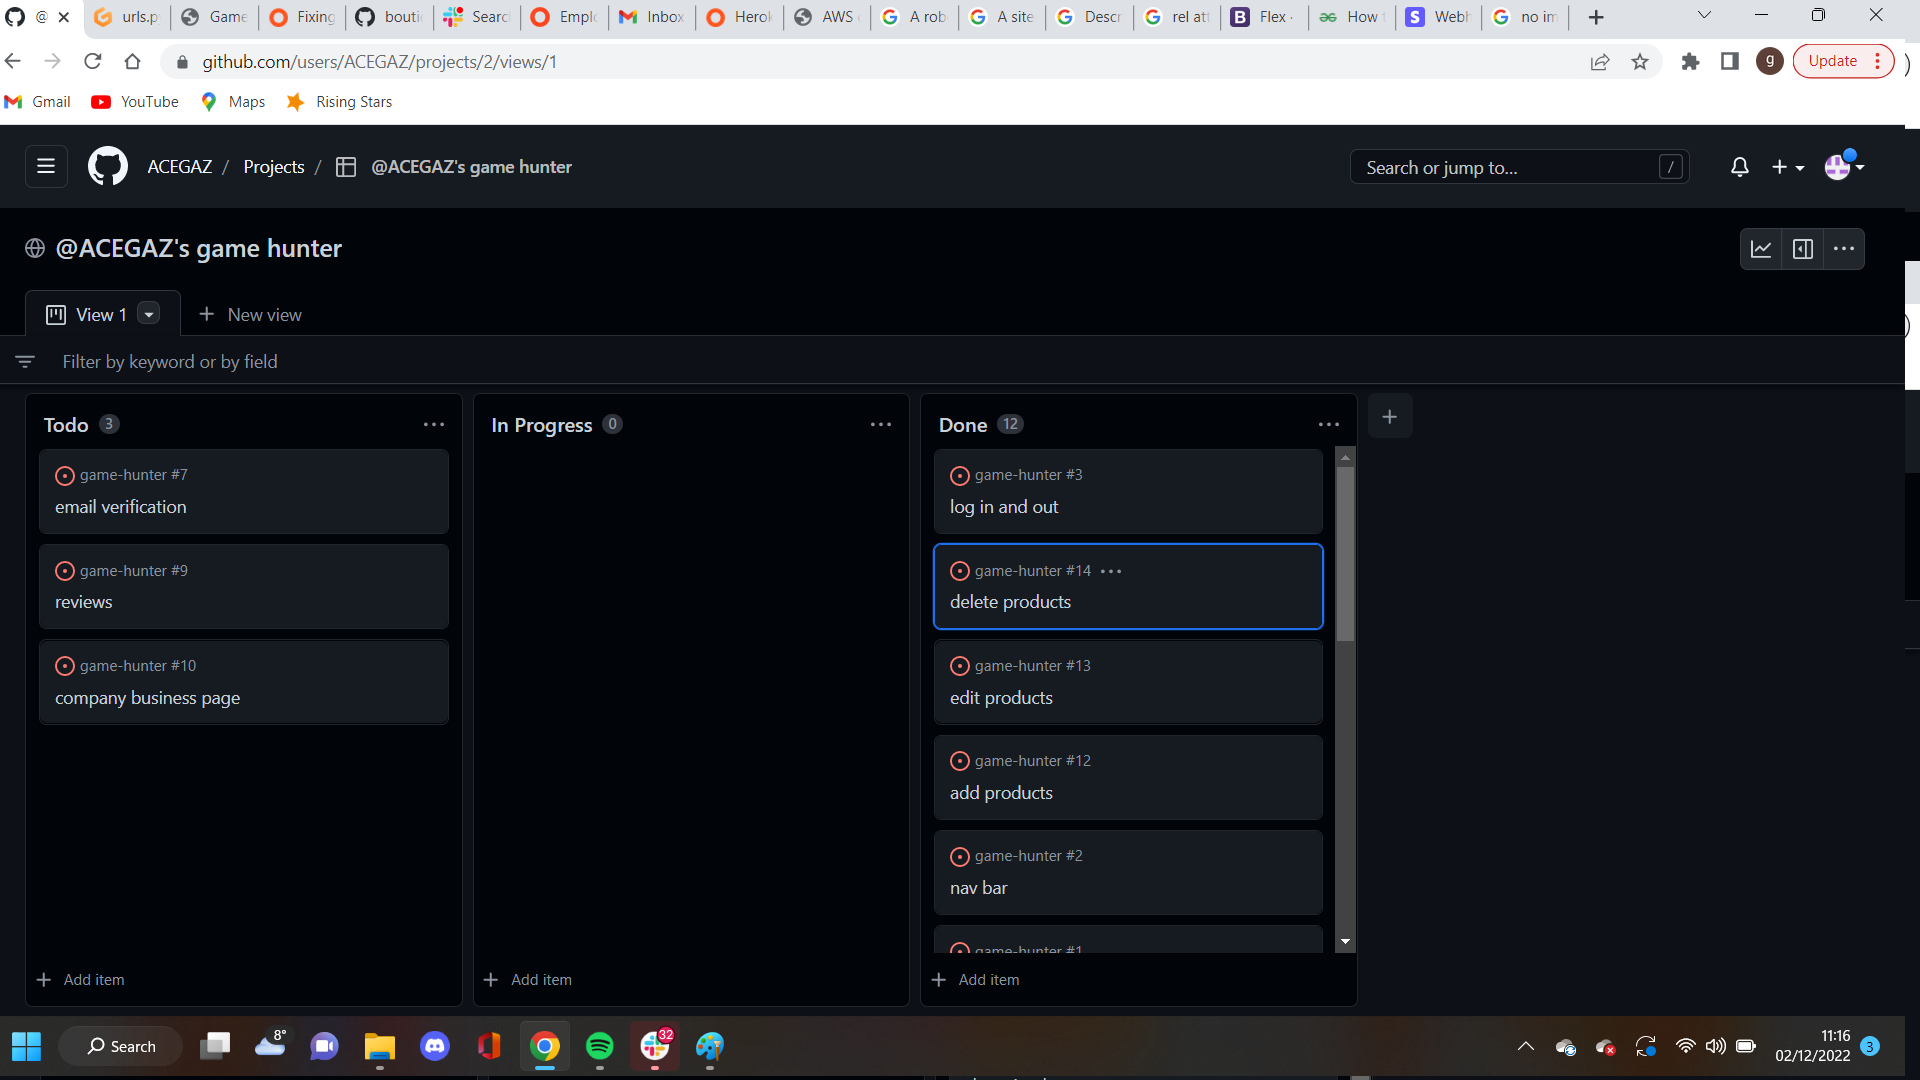 @
urls.p
Game
Fixing
bouti
Searc
Emplo
Inbox
Herok
AWS
A rob
A site
Descr
rel att
Flex
How
Webh
no im
github.com/users/ACEGAZ/projects/2/views/1
g
Update
Gmail
YouTube
Maps
Rising Stars
ACEGAZ / Projects / @ACEGAZ's game hunter
Search or jump to... /
@ACEGAZ's game hunter
View 1
New view
Filter by keyword or by field
Todo 3
game-hunter #7
email verification
game-hunter #9
reviews
game-hunter #10
company business page
Add item
In Progress 0
Add item
Done 12
game-hunter #3
log in and out
game-hunter #14
delete products
game-hunter #13
edit products
game-hunter #12
add products
game-hunter #2
nav bar
game-hunter #1
Add item
Search
8°
32
11:16
02/12/2022
3